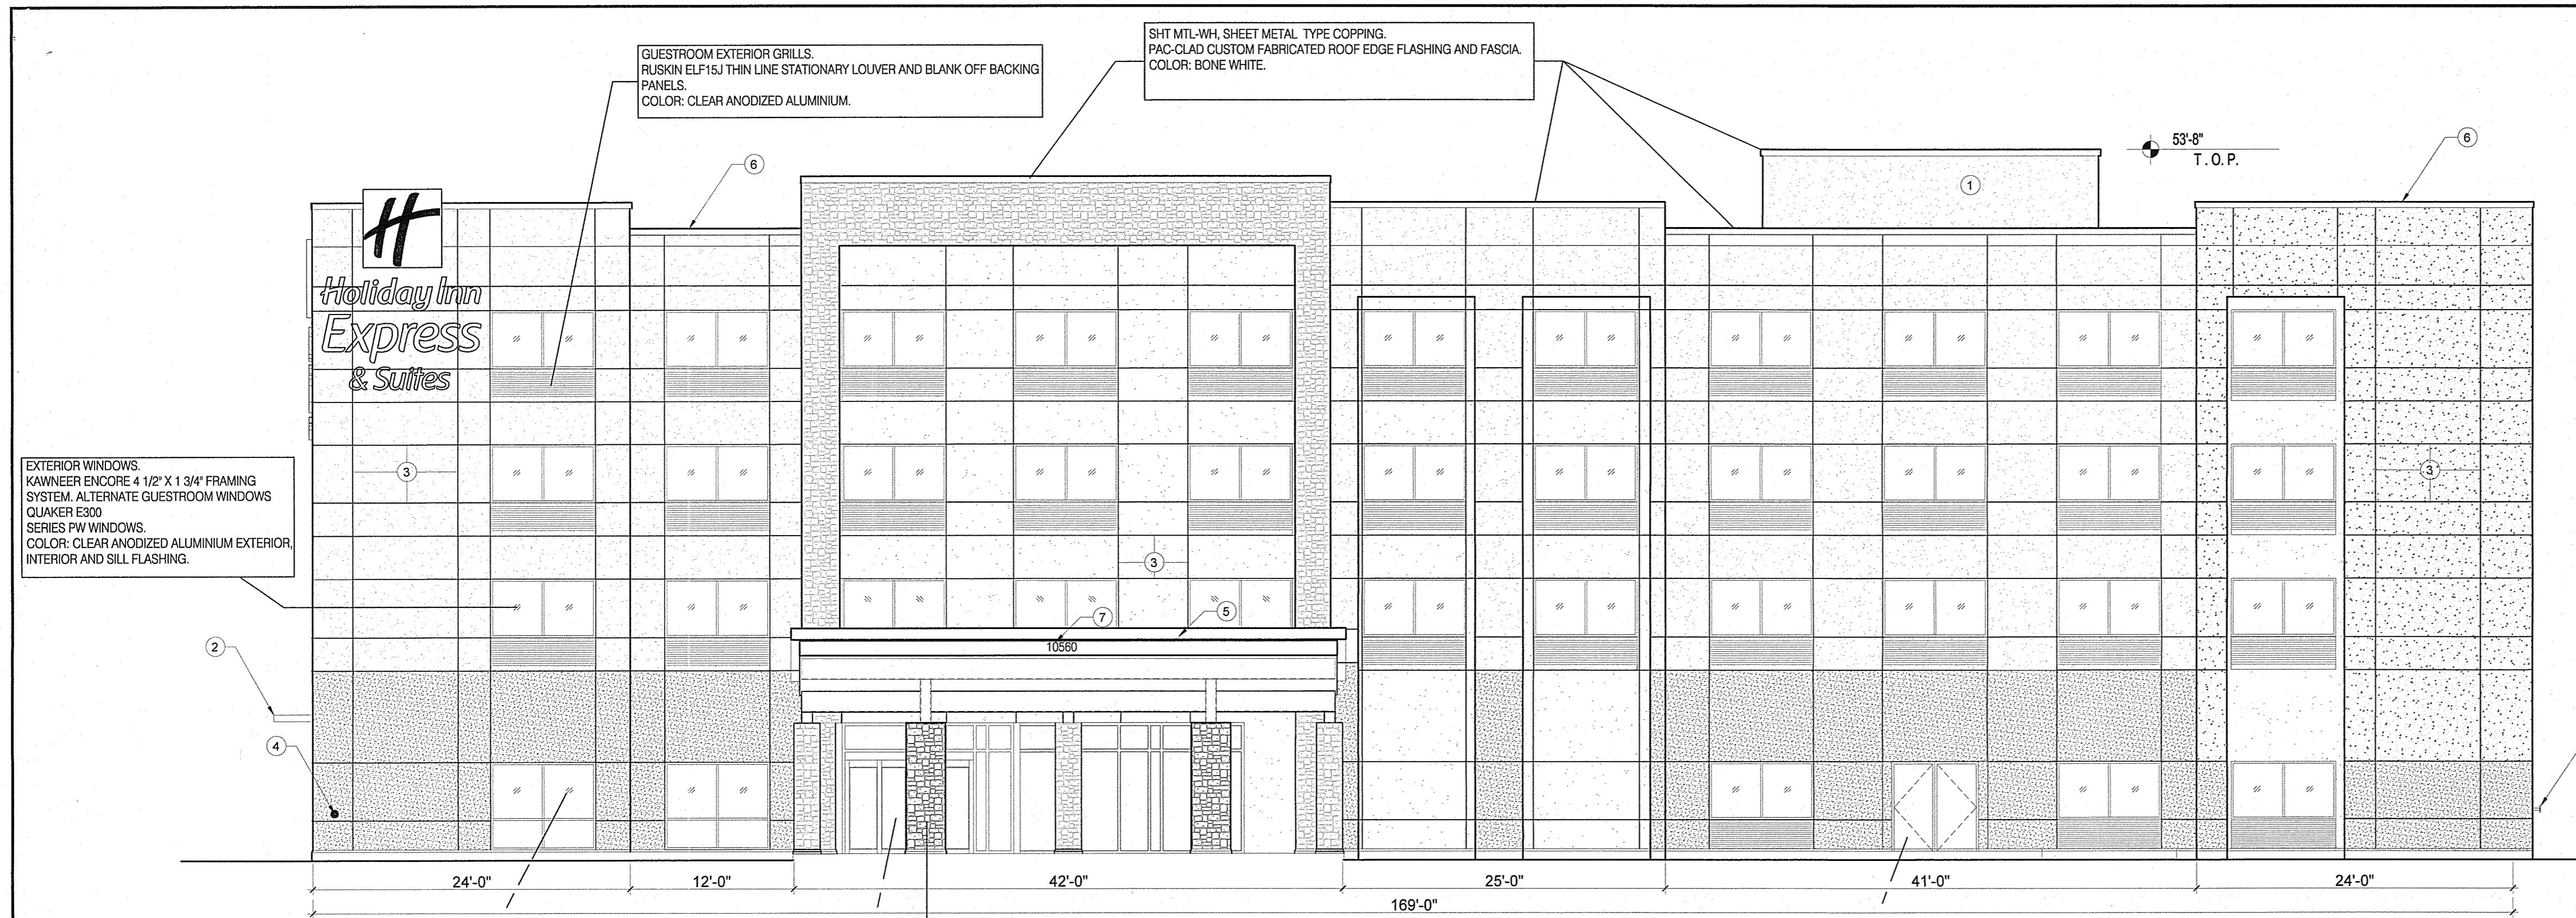 SHT MTL-WH, SHEET METAL TYPE COPPING.
PAC-CLAD CUSTOM FABRICATED ROOF EDGE FLASHING AND FASCIA.
COLOR: BONE WHITE.
GUESTROOM EXTERIOR GRILLS.
RUSKIN ELF15J THIN LINE STATIONARY LOUVER AND BLANK OFF BACKING
PANELS.
COLOR: CLEAR ANODIZED ALUMINIUM.
53'-8"
T.O.P.
6
6
1
H
Holiday Inn
Express
& Suites
EXTERIOR WINDOWS.
KAWNEER ENCORE 4 1/2" X 1 3/4" FRAMING
SYSTEM. ALTERNATE GUESTROOM WINDOWS
QUAKER E300
SERIES PW WINDOWS.
COLOR: CLEAR ANODIZED ALUMINIUM EXTERIOR,
INTERIOR AND SILL FLASHING.
3
3
3
7
5
10560
2
4
24'-0"
12'-0"
42'-0"
25'-0"
41'-0"
24'-0"
169'-0"